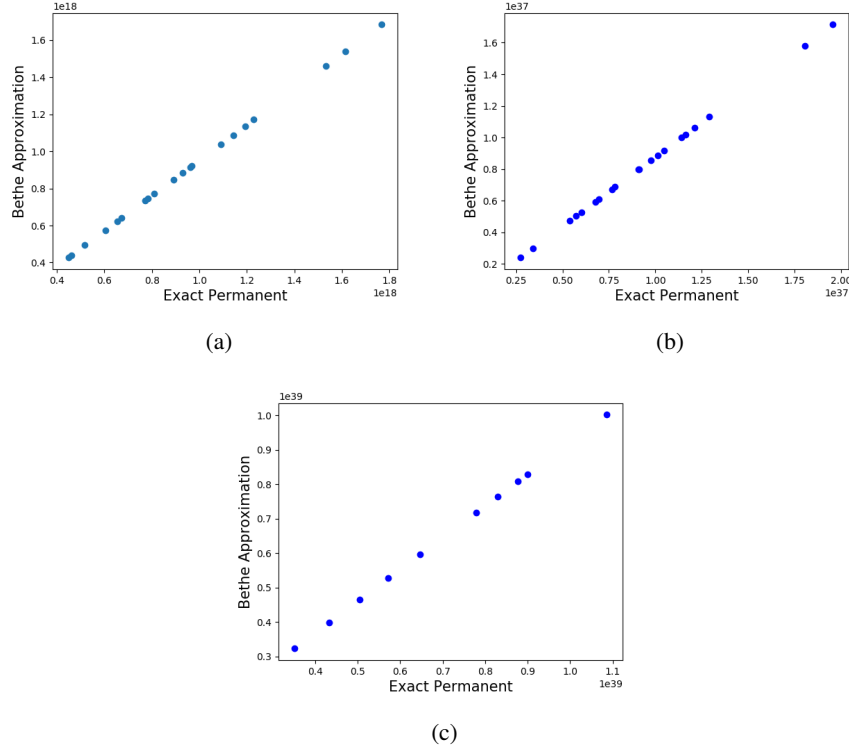 1e18
1.6
1.4
1.2
1.0
0.8
0.6
0.4
Bethe Approximation
0.4 0.6 0.8 1.0 1.2 1.4 1.6 1.8
Exact Permanent
1e18
(a)
1e37
1.6
1.4
1.2
1.0
0.8
0.6
0.4
0.2
Bethe Approximation
0.25 0.50 0.75 1.00 1.25 1.50 1.75 2.00
Exact Permanent
1e37
(b)
1e39
1.0
0.9
0.8
0.7
0.6
0.5
0.4
0.3
Bethe Approximation
0.4 0.5 0.6 0.7 0.8 0.9 1.0 1.1
Exact Permanent
1e39
(c)